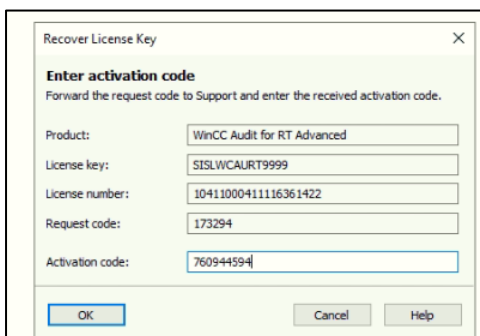 Recover License Key
Enter activation code
Forward the request code to Support and enter the received activation code.
Product: WinCC Audit for RT Advanced
License key: SISLWCAURT9999
License number: 10411000411116361422
Request code: 173294
Activation code: 760944594
OK Cancel Help